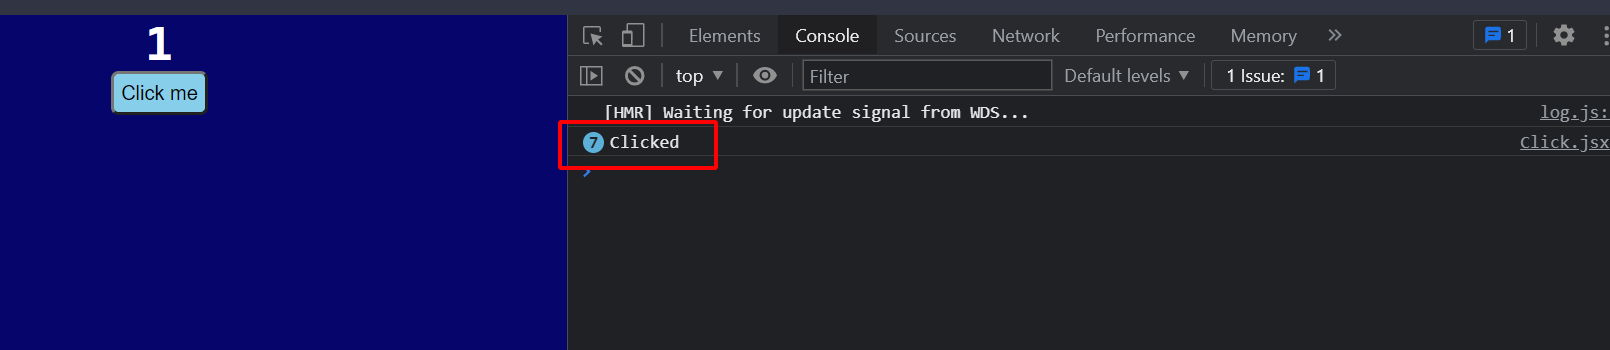 1
Click me
Elements Console Sources Network Performance Memory 1
top Filter Default levels 1 Issue: 1
[HMR] Waiting for update signal from WDS... log.js:
7 Clicked Click.jsx